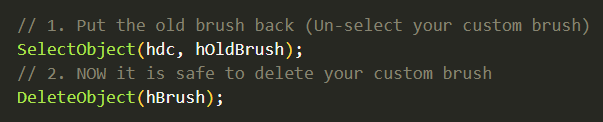 // 1. Put the old brush back (Un-select your custom brush)
SelectObject(hdc, hOldBrush);
// 2. NOW it is safe to delete your custom brush
DeleteObject(hBrush);